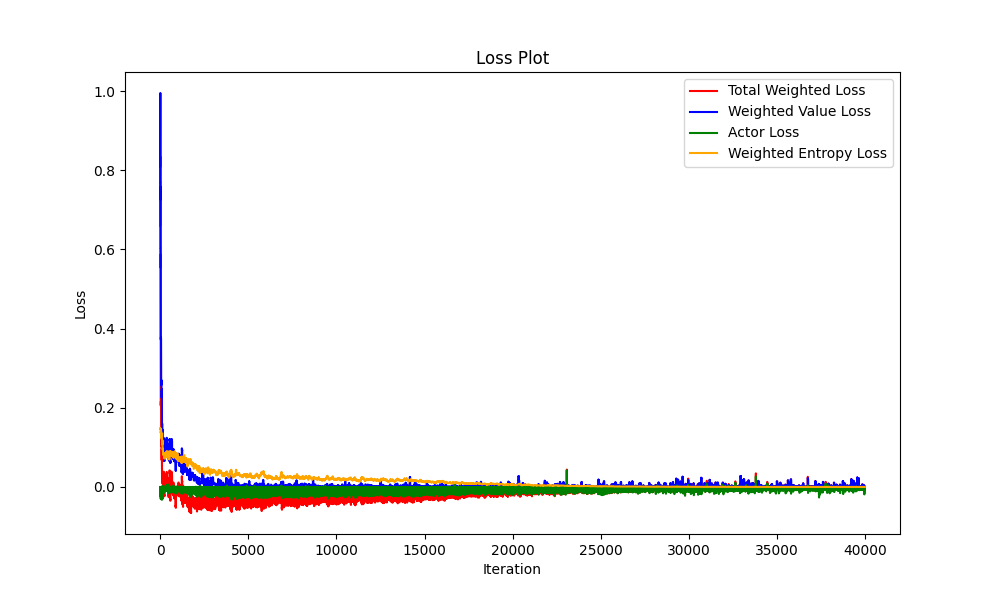 Loss Plot
Total Weighted Loss
Weighted Value Loss
Actor Loss
Weighted Entropy Loss
Loss
1.0
0.8
0.6
0.4
0.2
0.0
0 5000 10000 15000 20000 25000 30000 35000 40000
Iteration